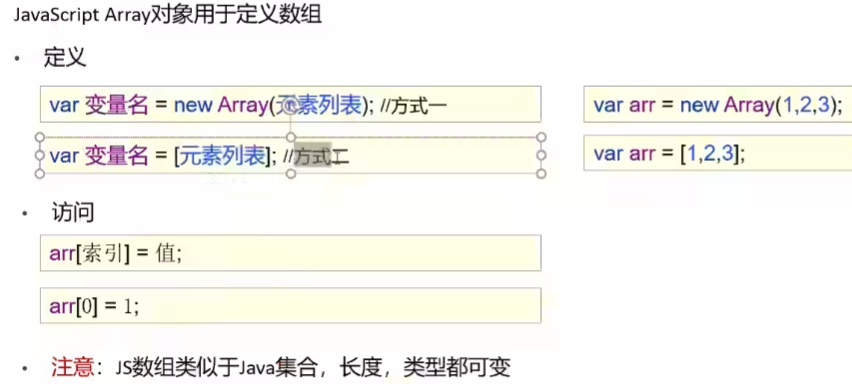 JavaScript Array对象用于定义数组
• 定义
var 变量名 = new Array(元素列表); //方式一
var arr = new Array(1,2,3);
var 变量名 = [元素列表]; //方式二
var arr = [1,2,3];
• 访问
arr[索引] = 值;
arr[0] = 1;
• 注意：JS数组类似于Java集合，长度，类型都可变